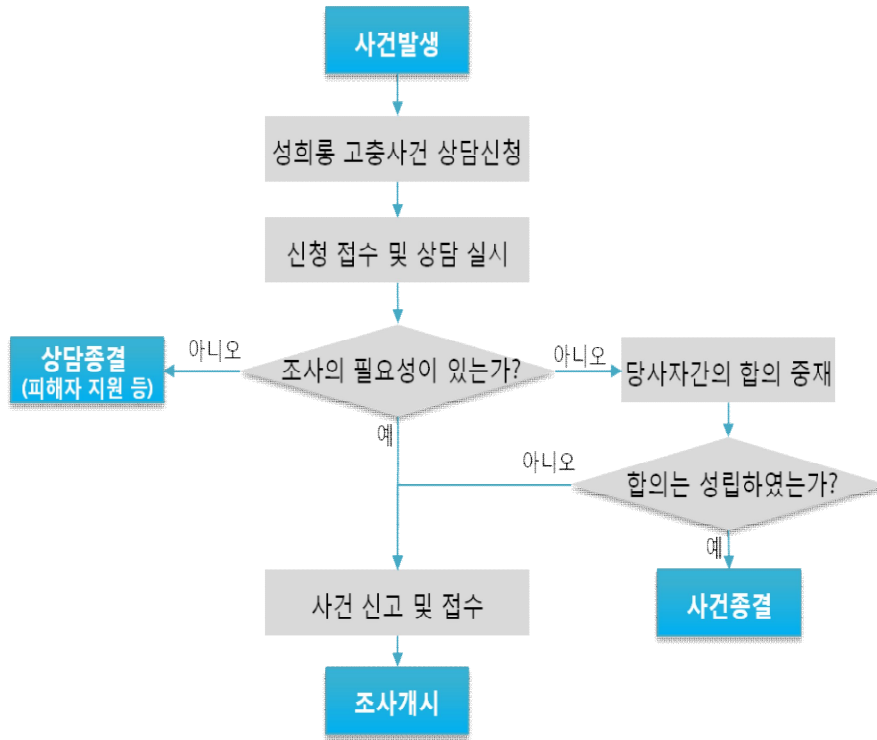 사건발생
성희롱 고충사건 상담신청
신청 접수 및 상담 실시
아니오
상담종결
(피해자 지원 등)
조사의 필요성이 있는가?
아니오
당사자간의 합의 중재
예
아니오
합의는 성립하였는가?
예
사건 신고 및 접수
사건종결
조사개시